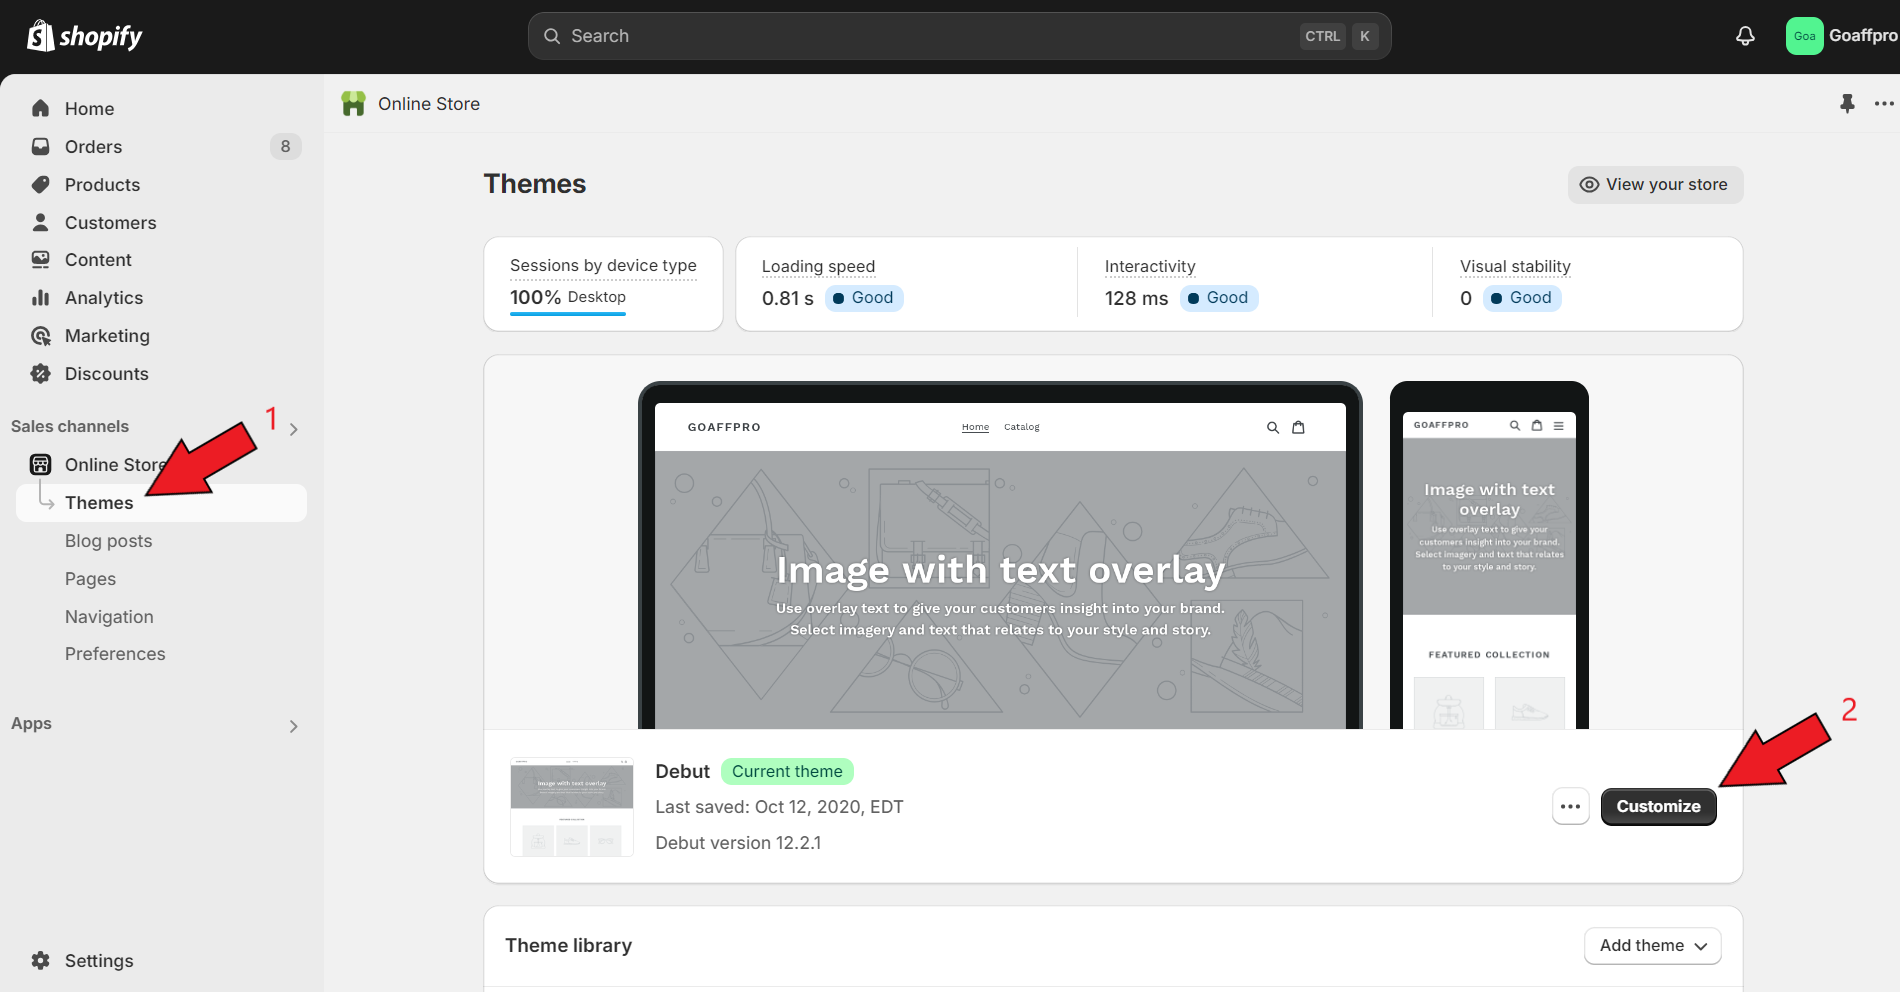 shopify
Search
CTRL K
Goa
Goaffpro
Home
Orders
8
Products
Customers
Content
Analytics
Marketing
Discounts
Sales channels
1
Online Store
Themes
Blog posts
Pages
Navigation
Preferences
Apps
Settings
Online Store
Themes
View your store
Sessions by device type
100% Desktop
Loading speed
0.81 s Good
Interactivity
128 ms Good
Visual stability
0 Good
GOAFFPRO
Home Catalog
Image with text overlay
Use overlay text to give your customers insight into your brand.
Select imagery and text that relates to your style and story.
GOAFFPRO
Image with text
overlay
Use overlay text to give your
customers insight into your brand.
Select imagery and text that relates
to your style and story.
FEATURED COLLECTION
2
Image with text overlay
Debut Current theme
Last saved: Oct 12, 2020, EDT
Debut version 12.2.1
Customize
Theme library
Add theme